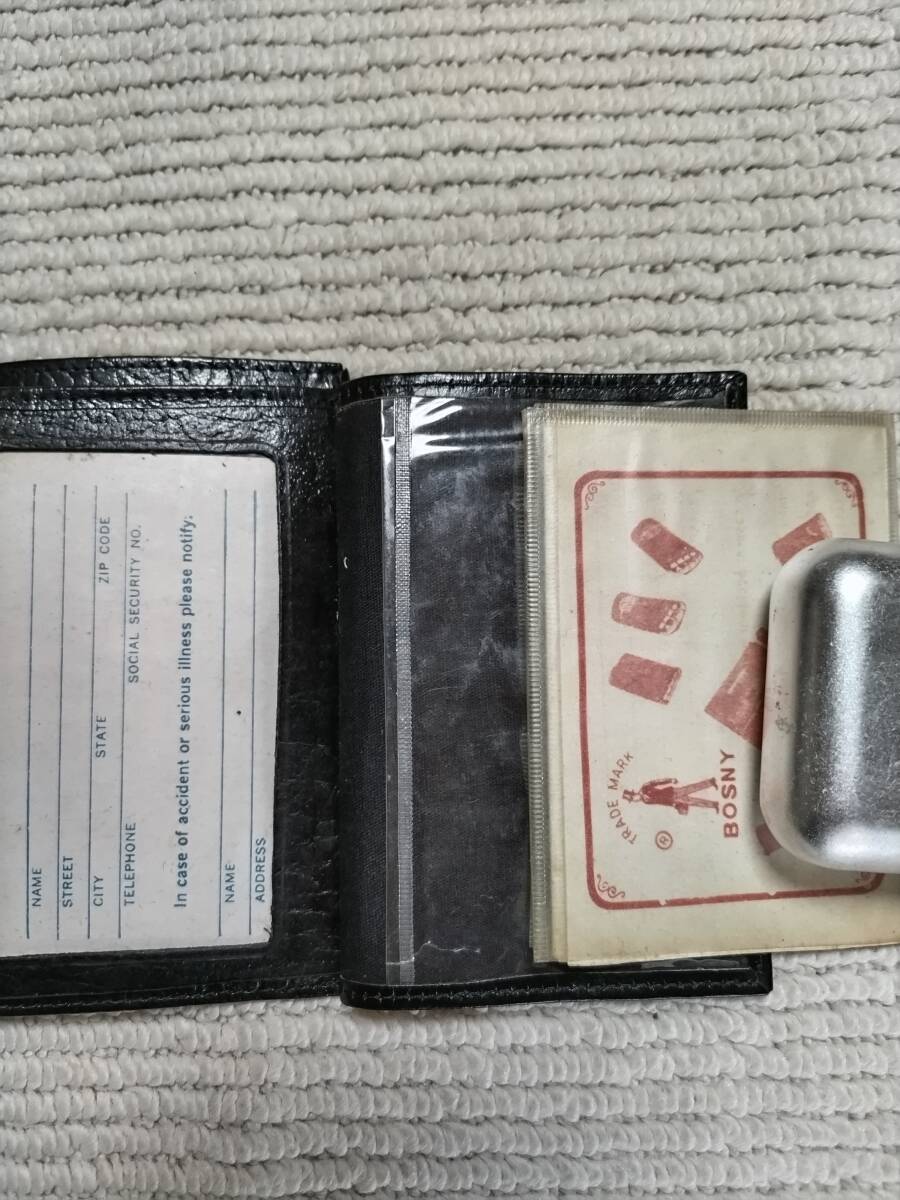 NAME
STREET
CITY STATE ZIP CODE
TELEPHONE SOCIAL SECURITY NO.
In case of accident or serious illness please notify:
NAME
ADDRESS
TRADE MARK
®
BOSNY